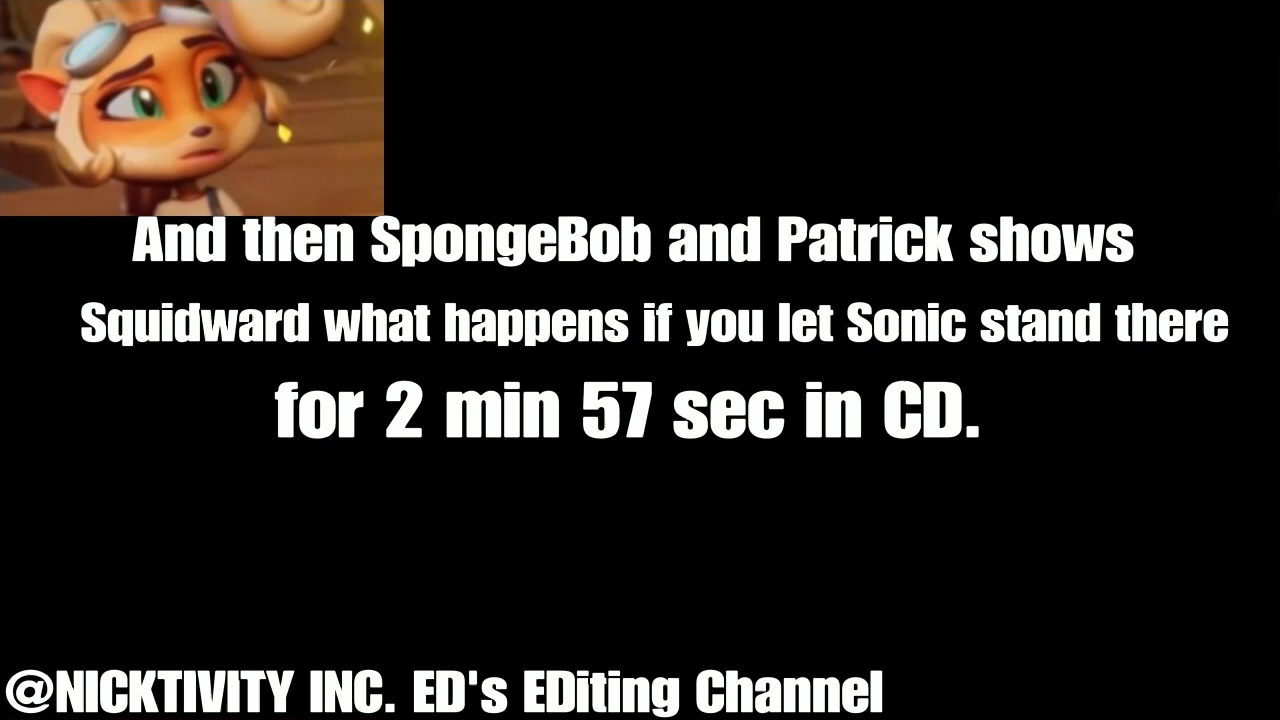 And then SpongeBob and Patrick shows
Squidward what happens if you let Sonic stand there
for 2 min 57 sec in CD.
@NICKTIVITY INC. ED's EDiting Channel